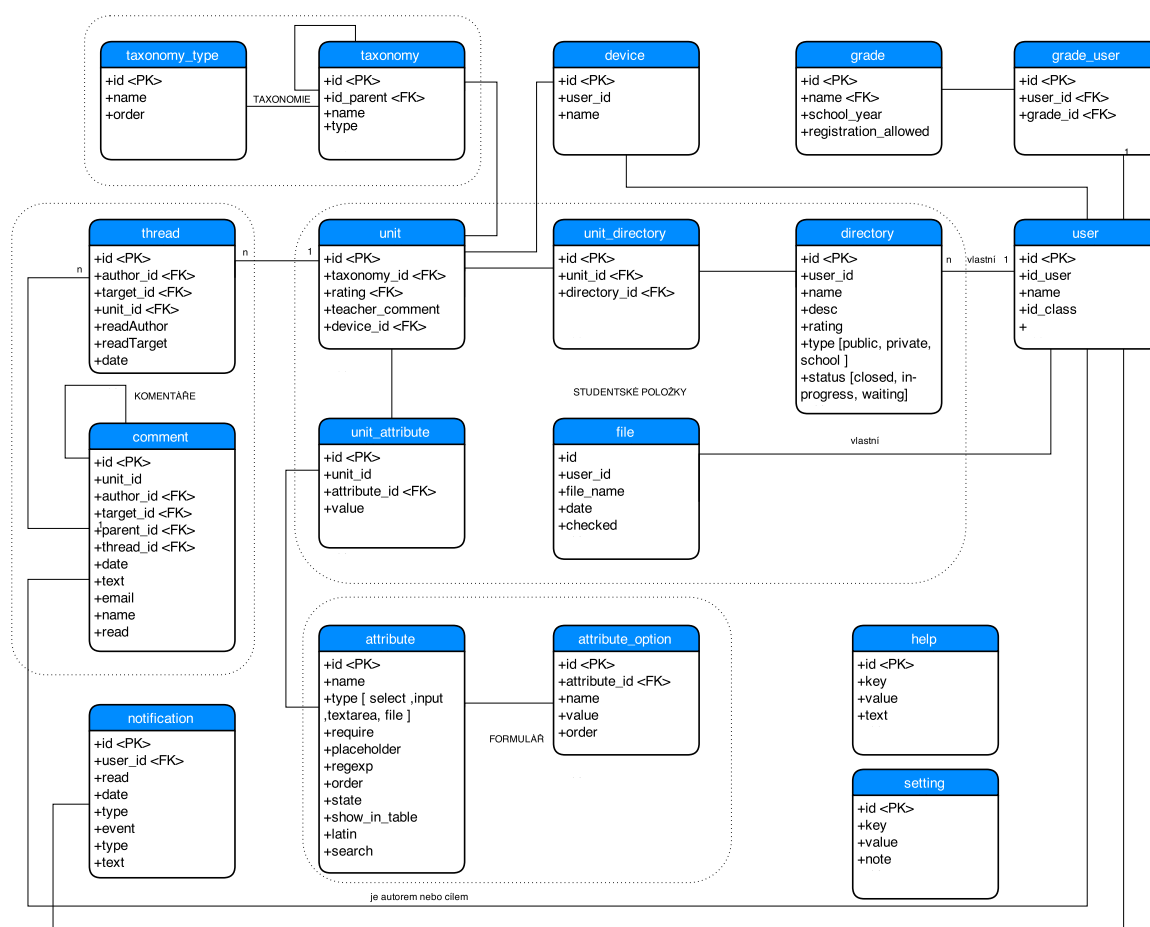 taxonomy_type
+id <PK>
+name
+order
TAXONOMIE
taxonomy
+id <PK>
+id_parent <FK>
+name
+type
device
+id <PK>
+user_id
+name
grade
+id <PK>
+name <FK>
+school_year
+registration_allowed
grade_user
+id <PK>
+user_id <FK>
+grade_id <FK>
1
thread
+id <PK>
+author_id <FK>
+target_id <FK>
+unit_id <FK>
+readAuthor
+readTarget
+date
n
n
1
unit
+id <PK>
+taxonomy_id <FK>
+rating <FK>
+teacher_comment
+device_id <FK>
unit_directory
+id <PK>
+unit_id <FK>
+directory_id <FK>
directory
+id <PK>
+user_id
+name
+desc
+rating
+type [public, private,
school ]
+status [closed, in-
progress, waiting]
n
vlastní
1
user
+id <PK>
+id_user
+name
+id_class
+
KOMENTÁŘE
STUDENTSKÉ POLOŽKY
comment
+id <PK>
+unit_id
+author_id <FK>
+target_id <FK>
1
+parent_id <FK>
+thread_id <FK>
+date
+text
+email
+name
+read
unit_attribute
+id <PK>
+unit_id
+attribute_id <FK>
+value
file
+id
+user_id
+file_name
+date
+checked
vlastní
attribute
+id <PK>
+name
+type [ select ,input
,textarea, file ]
+require
+placeholder
+regexp
+order
+state
+show_in_table
+latin
+search
FORMULÁŘ
attribute_option
+id <PK>
+attribute_id <FK>
+name
+value
+order
help
+id <PK>
+key
+value
+text
notification
+id <PK>
+user_id <FK>
+read
+date
+type
+event
+type
+text
setting
+id <PK>
+key
+value
+note
je autorem nebo cílem